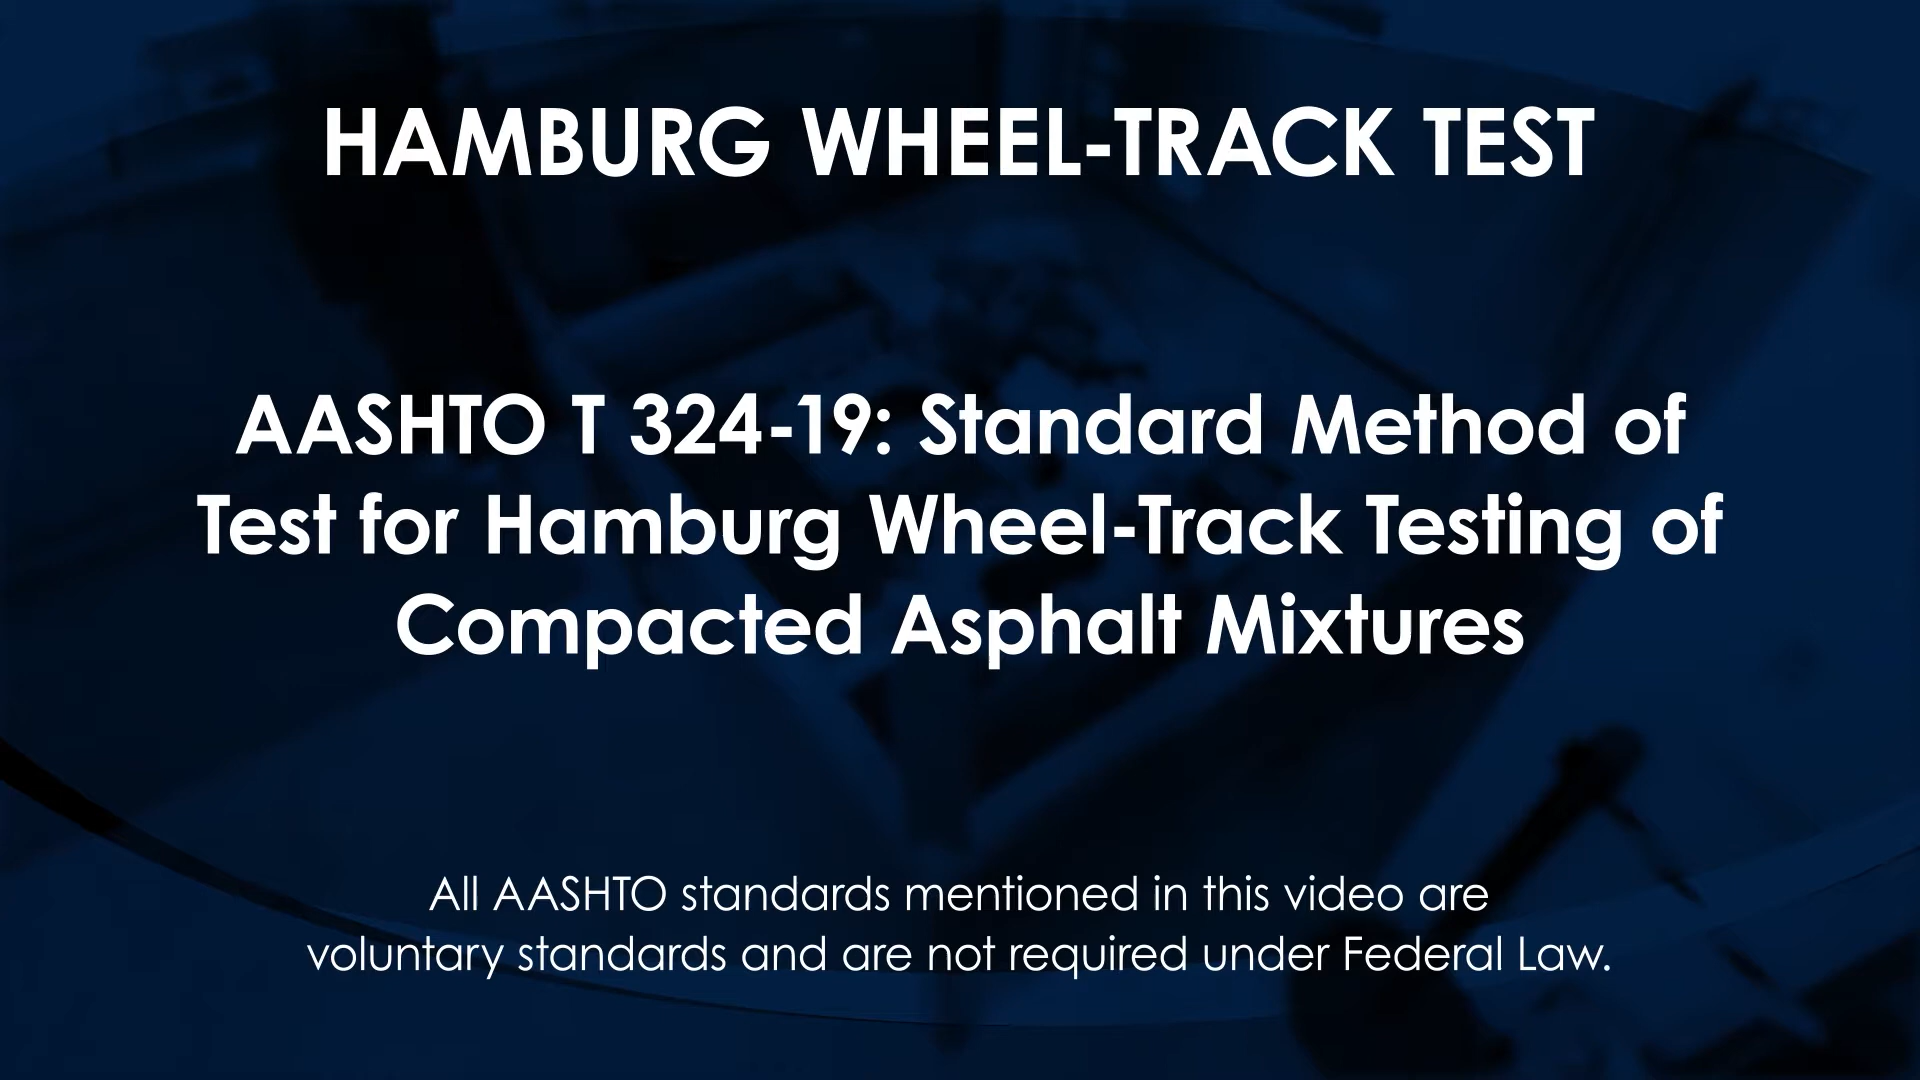 HAMBURG WHEEL-TRACK TEST
AASHTO T 324-19: Standard Method of
Test for Hamburg Wheel-Track Testing of
Compacted Asphalt Mixtures
All AASHTO standards mentioned in this video are
voluntary standards and are not required under Federal Law.